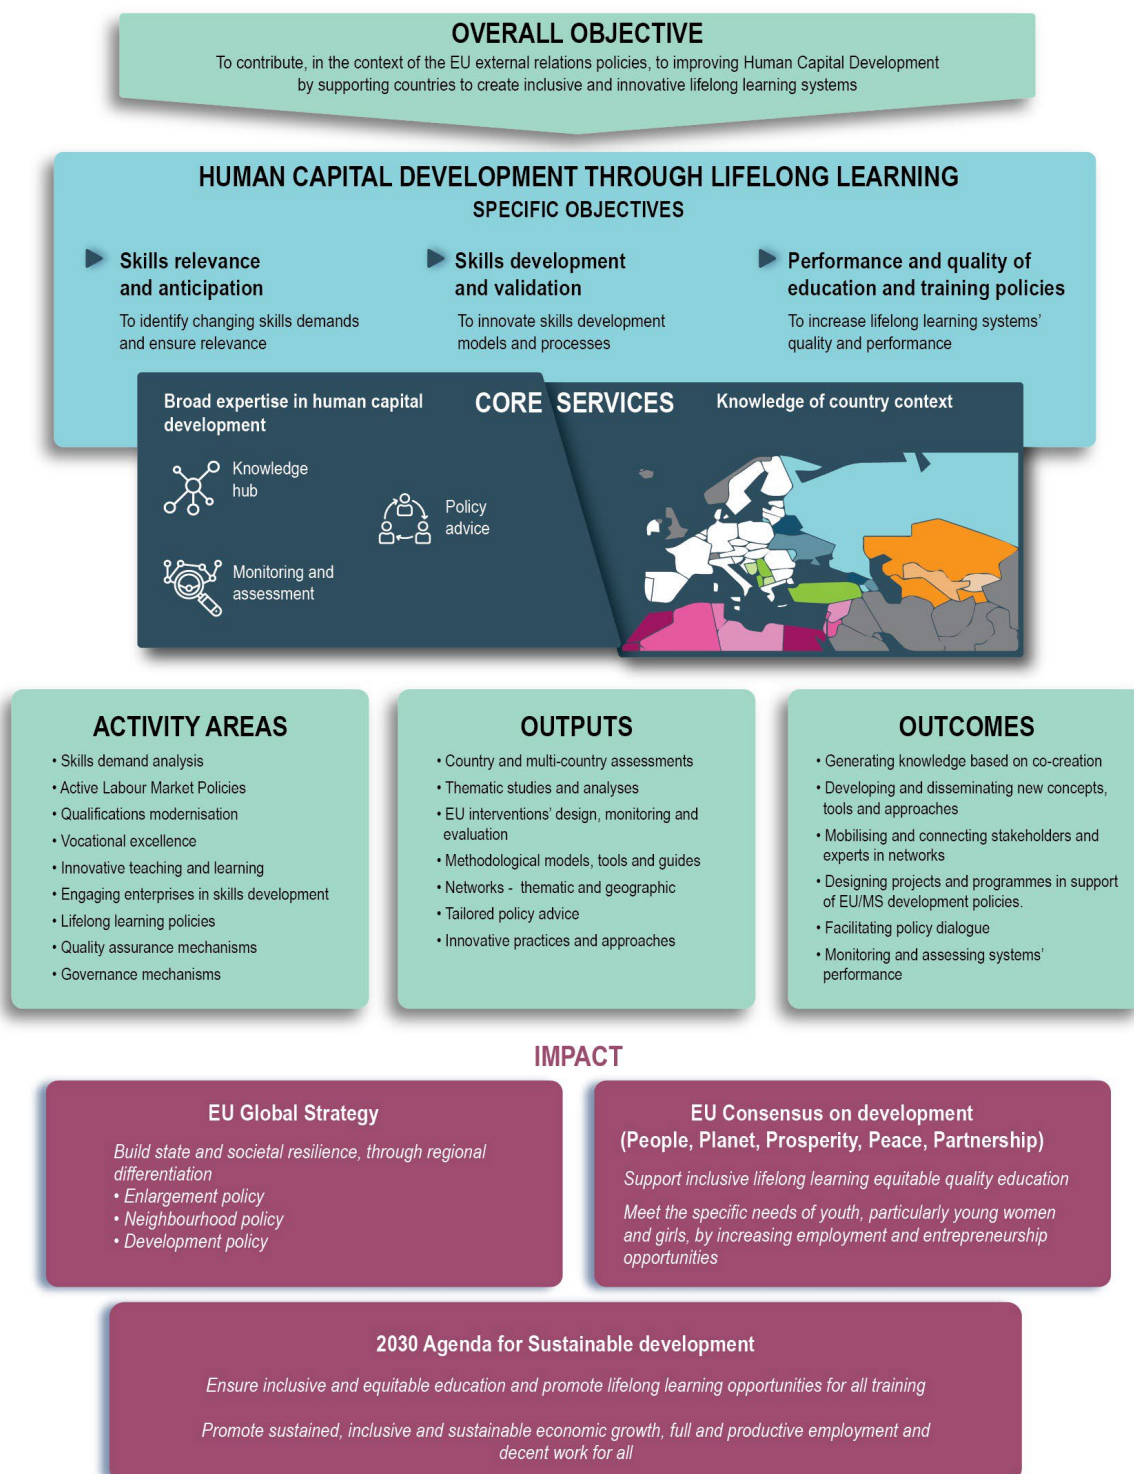 OVERALL OBJECTIVE
To contribute, in the context of the EU external relations policies, to improving Human Capital Development
by supporting countries to create inclusive and innovative lifelong learning systems
HUMAN CAPITAL DEVELOPMENT THROUGH LIFELONG LEARNING
SPECIFIC OBJECTIVES
Skills relevance
and anticipation
To identify changing skills demands
and ensure relevance
Skills development
and validation
To innovate skills development
models and processes
Performance and quality of
education and training policies
To increase lifelong learning systems’
quality and performance
CORE SERVICES
Broad expertise in human capital
development
Knowledge
hub
Policy
advice
Monitoring and
assessment
Knowledge of country context
ACTIVITY AREAS
• Skills demand analysis
• Active Labour Market Policies
• Qualifications modernisation
• Vocational excellence
• Innovative teaching and learning
• Engaging enterprises in skills development
• Lifelong learning policies
• Quality assurance mechanisms
• Governance mechanisms
OUTPUTS
• Country and multi-country assessments
• Thematic studies and analyses
• EU interventions’ design, monitoring and
evaluation
• Methodological models, tools and guides
• Networks - thematic and geographic
• Tailored policy advice
• Innovative practices and approaches
OUTCOMES
• Generating knowledge based on co-creation
• Developing and disseminating new concepts,
tools and approaches
• Mobilising and connecting stakeholders and
experts in networks
• Designing projects and programmes in support
of EU/MS development policies.
• Facilitating policy dialogue
• Monitoring and assessing systems’
performance
IMPACT
EU Global Strategy
Build state and societal resilience, through regional
differentiation
• Enlargement policy
• Neighbourhood policy
• Development policy
EU Consensus on development
(People, Planet, Prosperity, Peace, Partnership)
Support inclusive lifelong learning equitable quality education
Meet the specific needs of youth, particularly young women
and girls, by increasing employment and entrepreneurship
opportunities
2030 Agenda for Sustainable development
Ensure inclusive and equitable education and promote lifelong learning opportunities for all training
Promote sustained, inclusive and sustainable economic growth, full and productive employment and
decent work for all